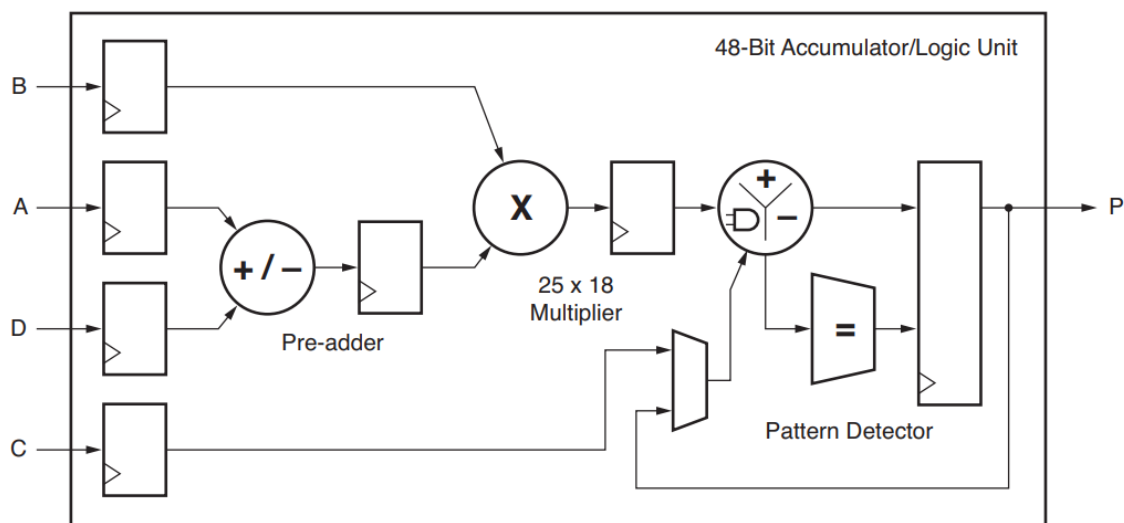 48-Bit Accumulator/Logic Unit
B
A
D
C
+ / –
Pre-adder
X
25 x 18
Multiplier
+
–
=
Pattern Detector
P